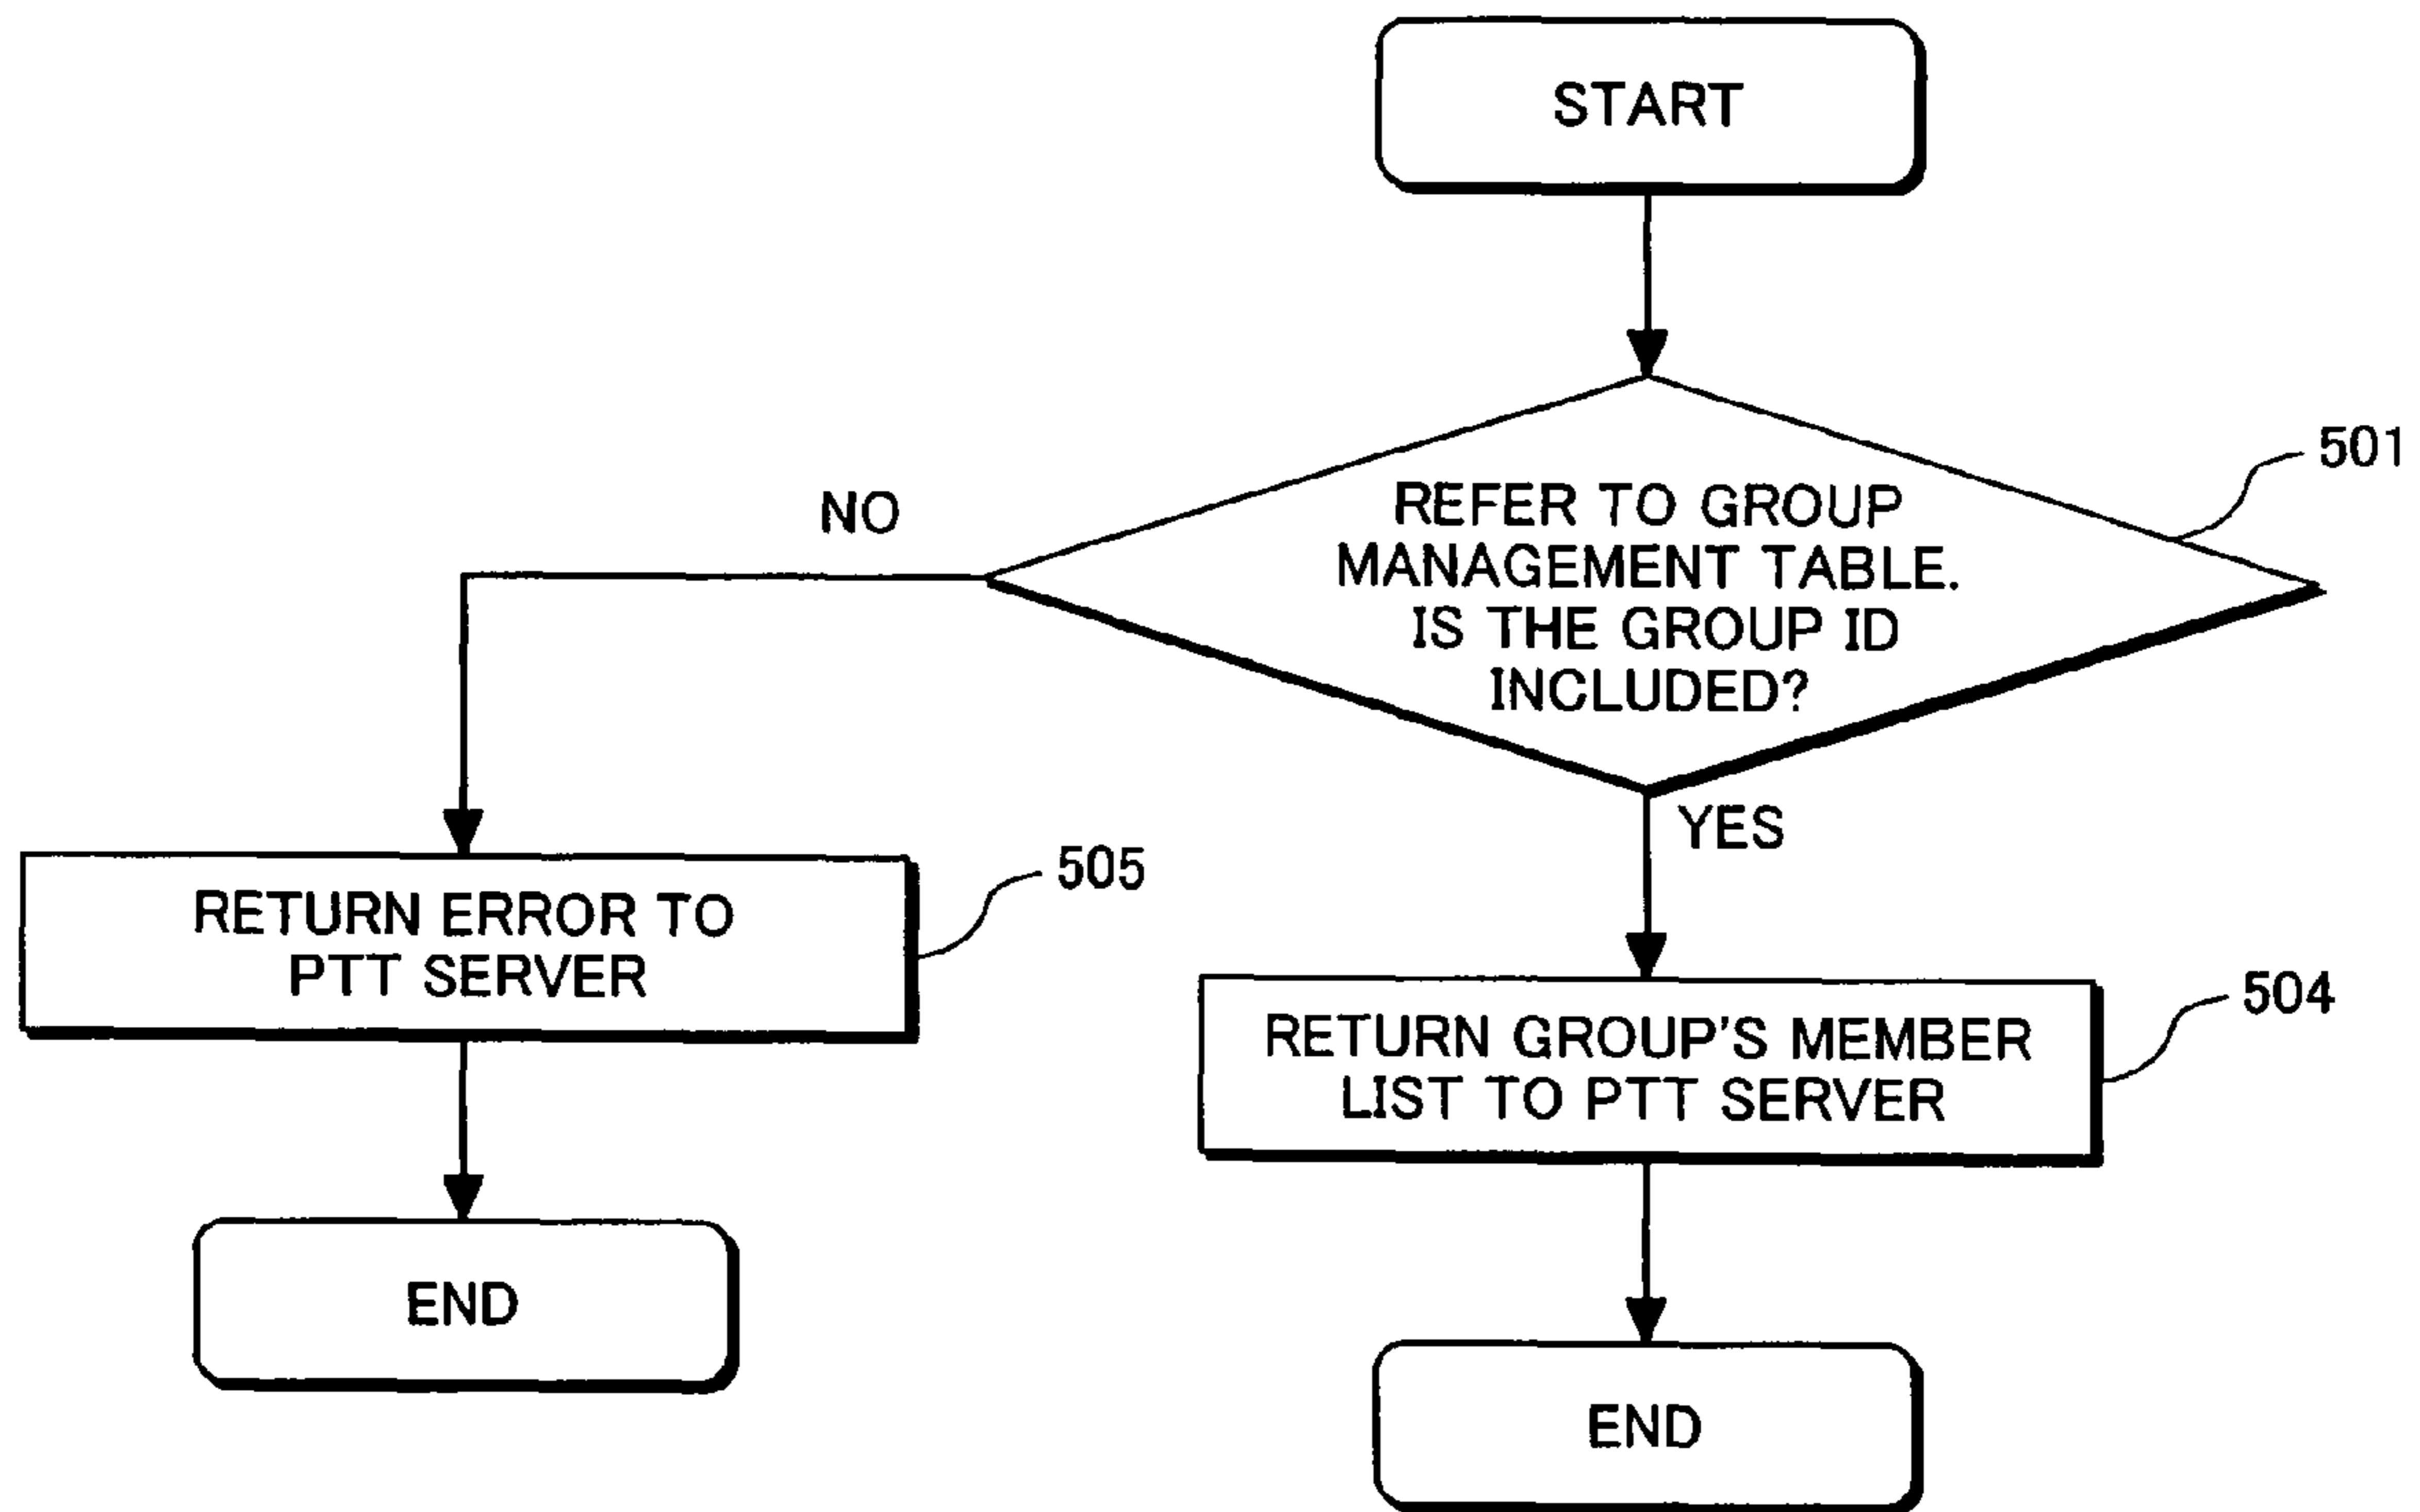 START
501
REFER TO GROUP
MANAGEMENT TABLE.
IS THE GROUP ID
INCLUDED?
NO
YES
RETURN ERROR TO
PTT SERVER
505
RETURN GROUP'S MEMBER
LIST TO PTT SERVER
504
END
END